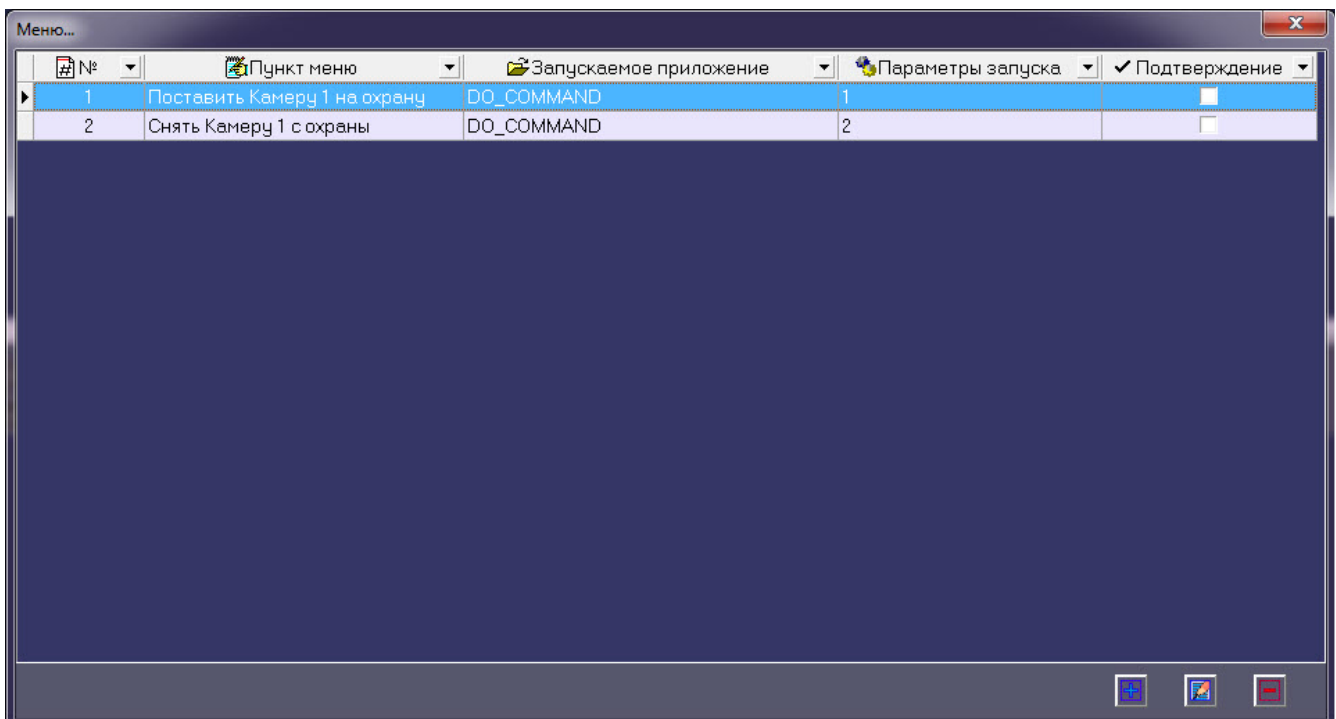 Меню...
№ Пункт меню Запускаемое приложение Параметры запуска Подтверждение
1 Поставить Камеру 1 на охрану DO_COMMAND 1
2 Снять Камеру 1 с охраны DO_COMMAND 2